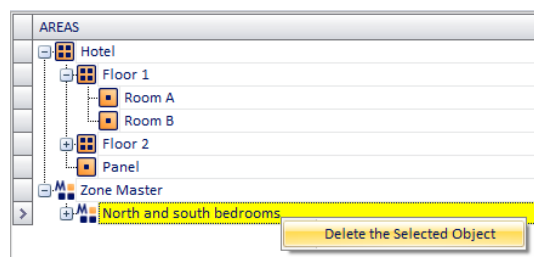 AREAS
Hotel
Floor 1
Room A
Room B
Floor 2
Panel
Zone Master
North and south bedrooms
Delete the Selected Object